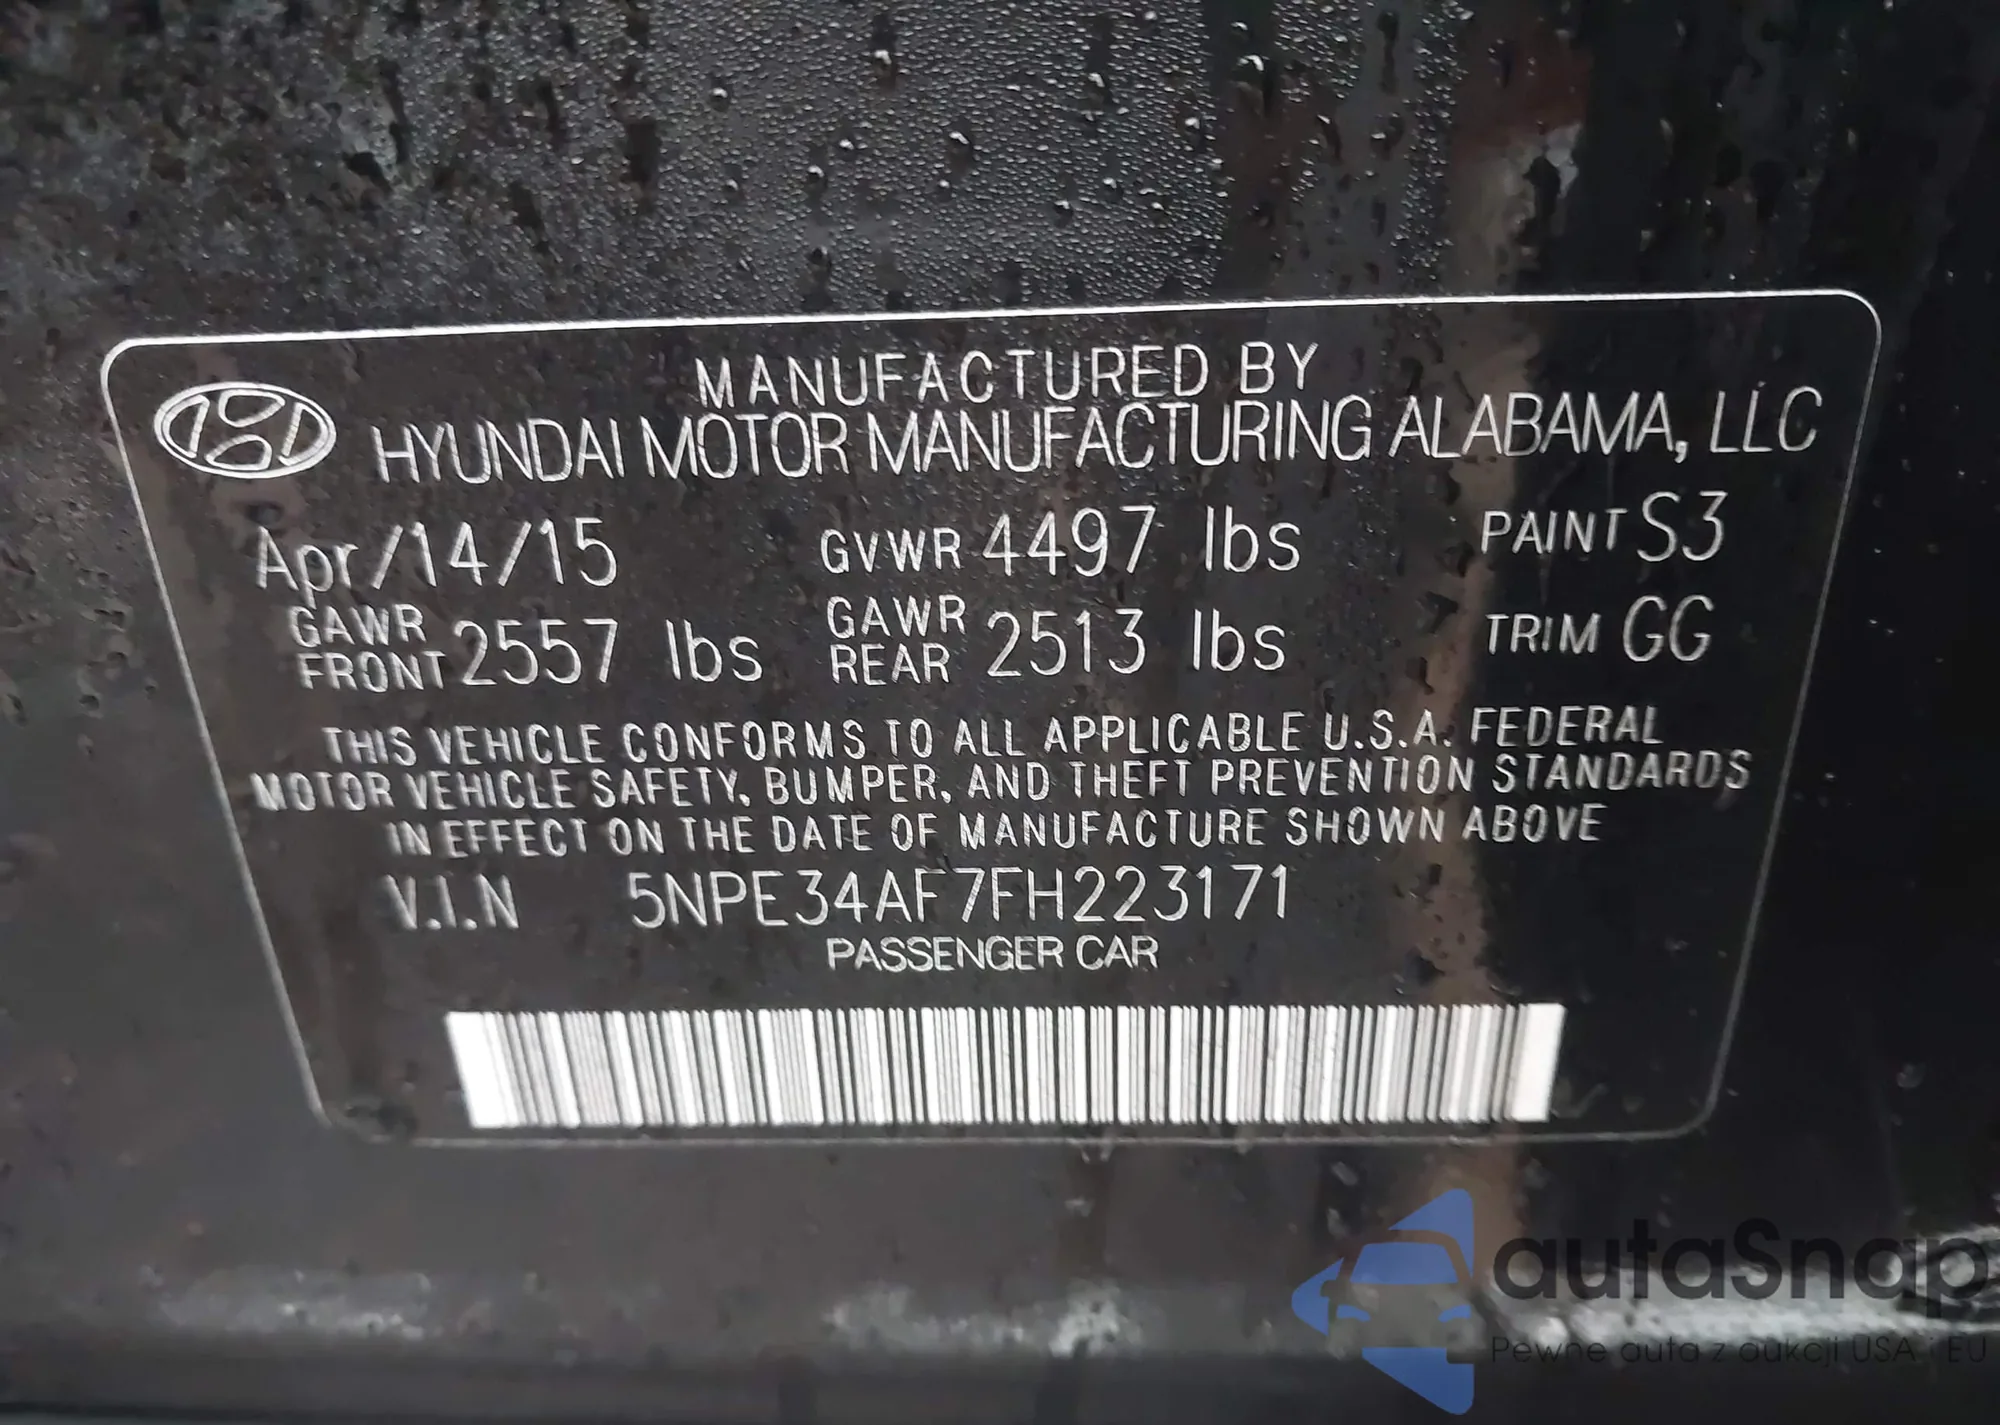 MANUFACTURED BY
HYUNDAI MOTOR MANUFACTURING ALABAMA, LLC
Apr/14/15 GVWR 4497 lbs PAINT S3
GAWR FRONT 2557 lbs GAWR REAR 2513 lbs TRIM GG
THIS VEHICLE CONFORMS TO ALL APPLICABLE U.S.A. FEDERAL
MOTOR VEHICLE SAFETY, BUMPER, AND THEFT PREVENTION STANDARDS
IN EFFECT ON THE DATE OF MANUFACTURE SHOWN ABOVE
V.I.N 5NPE34AF7FH223171
PASSENGER CAR
autaSnap
Pewne auta z aukcji USA i EU